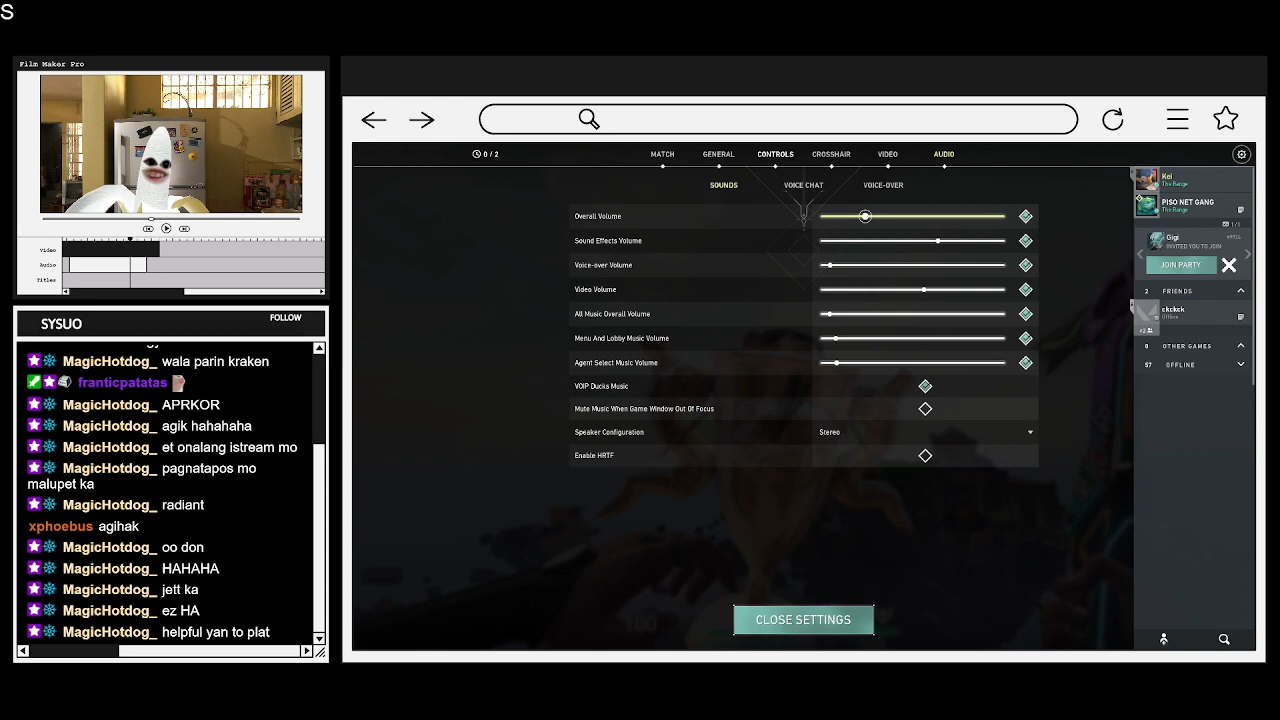 S
Film Maker Pro
Video
Audio
Titles
SYSUO
FOLLOW
MagicHotdog_ wala parin kraken
franticpatatas
MagicHotdog_ APRKOR
MagicHotdog_ agik hahahaha
MagicHotdog_ et onalang istream mo
MagicHotdog_ pagnatapos mo
malupet ka
MagicHotdog_ radiant
xphoebus agihak
MagicHotdog_ oo don
MagicHotdog_ HAHAHA
MagicHotdog_ jett ka
MagicHotdog_ ez HA
MagicHotdog_ helpful yan to plat
0 / 2
MATCH GENERAL CONTROLS CROSSHAIR VIDEO AUDIO
SOUNDS VOICE CHAT VOICE-OVER
Overall Volume
Sound Effects Volume
Voice-over Volume
Video Volume
All Music Overall Volume
Menu And Lobby Music Volume
Agent Select Music Volume
VOIP Ducks Music
Mute Music When Game Window Out Of Focus
Speaker Configuration Stereo
Enable HRTF
CLOSE SETTINGS
Kei
The Range
PISO NET GANG
The Range
1/1
Gigi
INVITED YOU TO JOIN
JOIN PARTY
2 FRIENDS
ckckck
Offline
+2
0 OTHER GAMES
57 OFFLINE